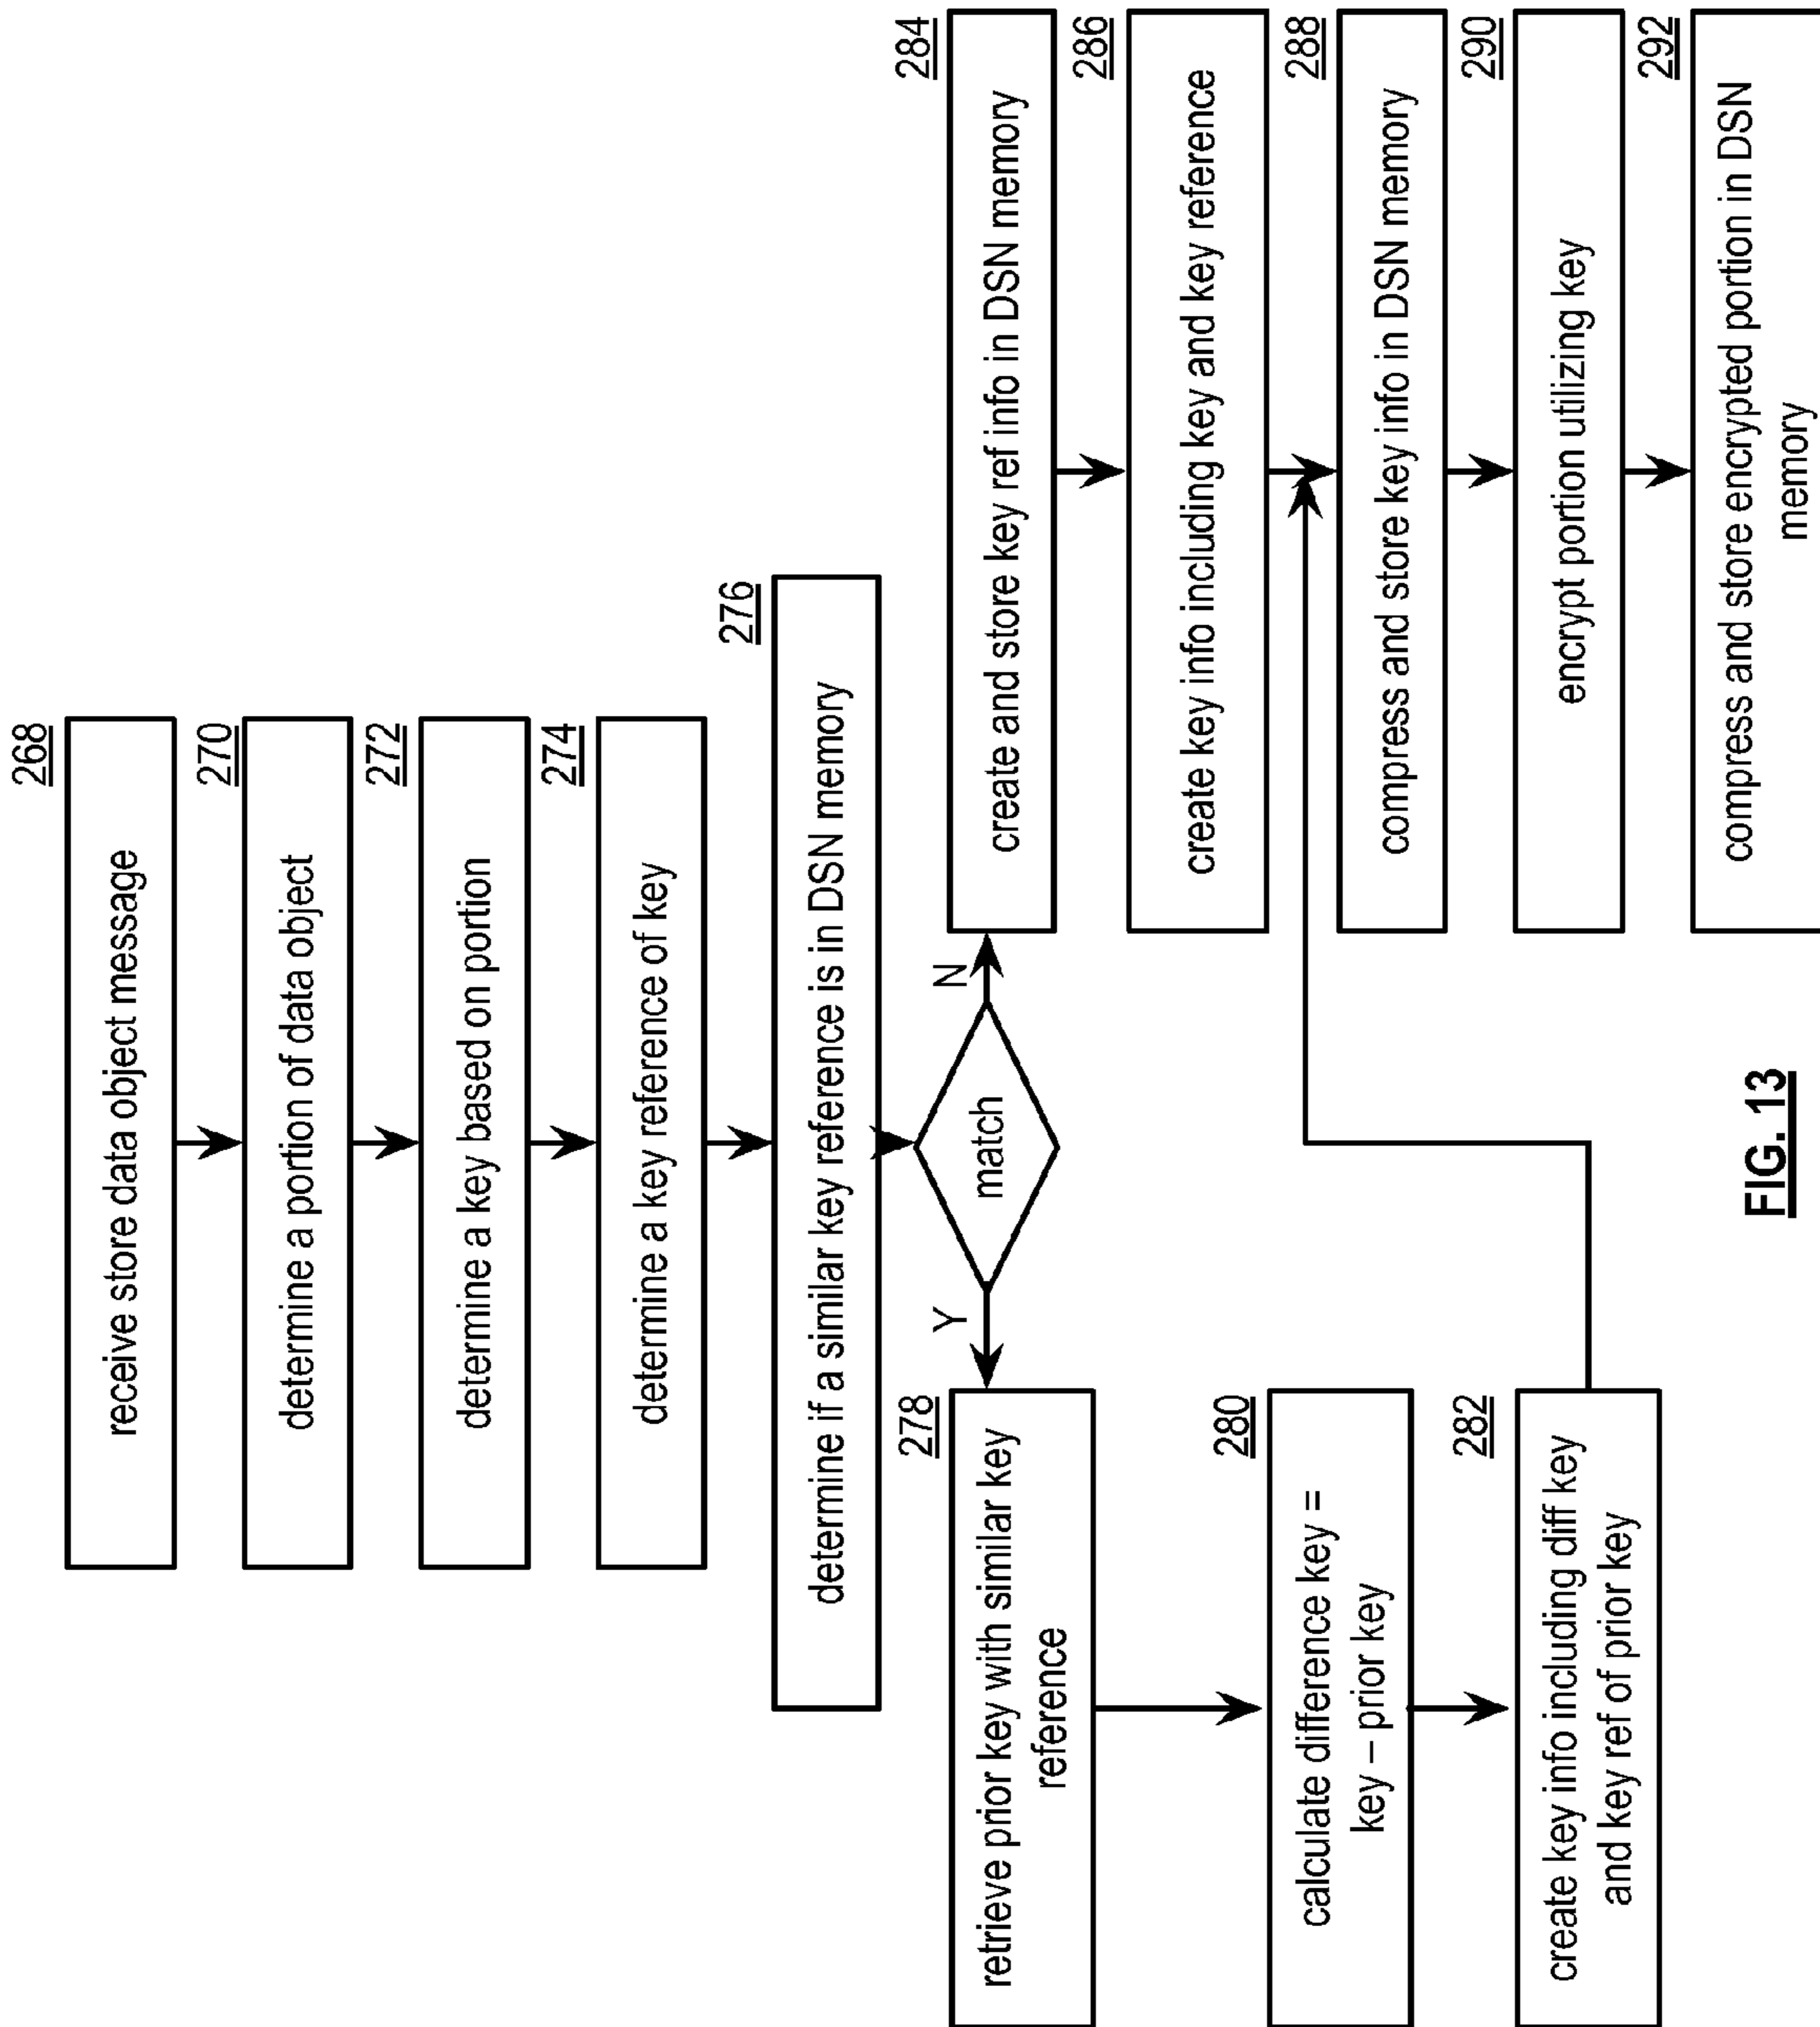 268
receive store data object message
270
determine a portion of data object
272
determine a key based on portion
274
determine a key reference of key
276
determine if a similar key reference is in DSN memory
match
Y
N
278
retrieve prior key with similar key
reference
280
calculate difference key =
key – prior key
282
create key info including diff key
and key ref of prior key
284
create and store key ref info in DSN memory
286
create key info including key and key reference
288
compress and store key info in DSN memory
290
encrypt portion utilizing key
292
compress and store encrypted portion in DSN
memory
FIG. 13